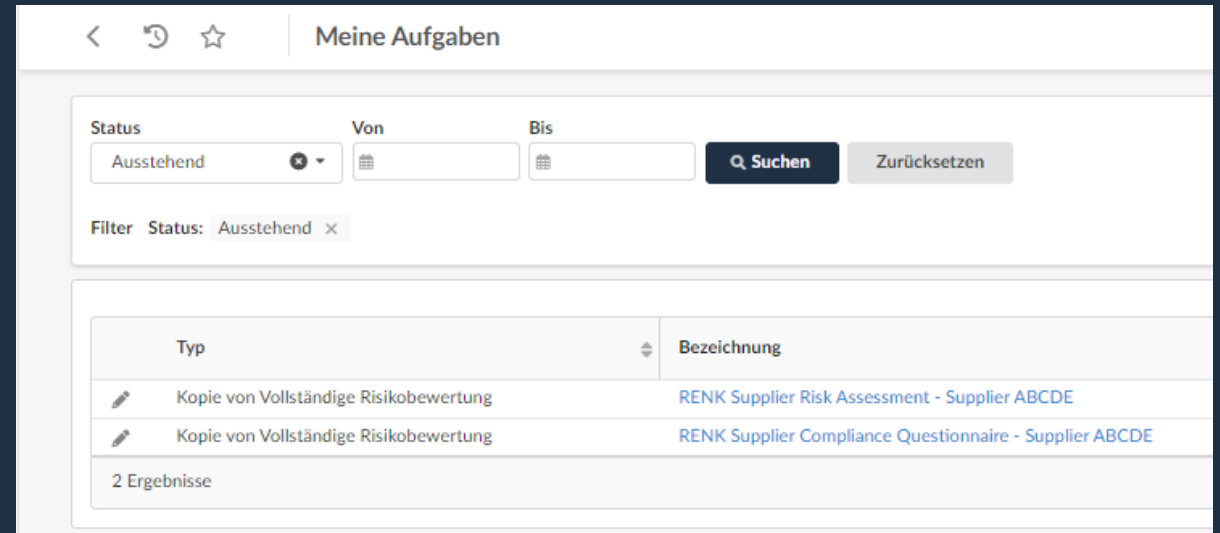 Meine Aufgaben
Status Von Bis
Ausstehend Suchen Zurücksetzen
Filter Status: Ausstehend
Typ Bezeichnung
Kopie von Vollständige Risikobewertung RENK Supplier Risk Assessment - Supplier ABCDE
Kopie von Vollständige Risikobewertung RENK Supplier Compliance Questionnaire - Supplier ABCDE
2 Ergebnisse